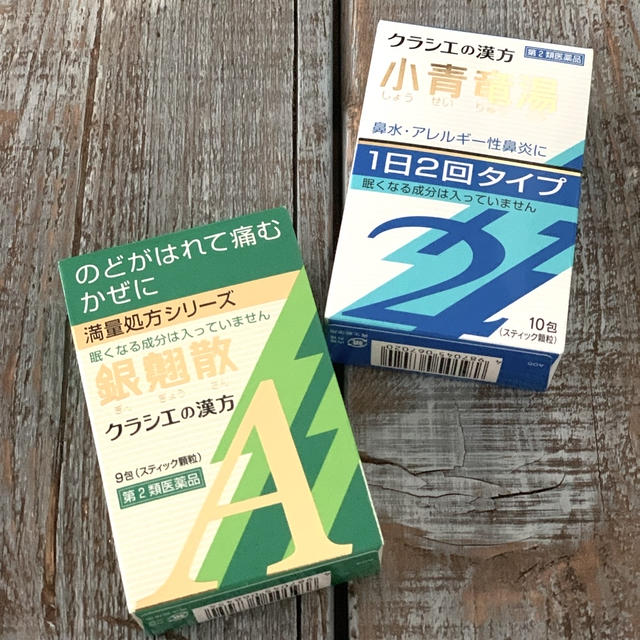 のどがはれて痛む
かぜに
満量処方シリーズ
眠くなる成分は入っていません
銀翹散
ぎん ぎょう さん
クラシエの漢方
9包(スティック顆粒)
第2類医薬品
A
クラシエの漢方
第2類医薬品
小青竜湯
しょう せい りゅう
鼻水・アレルギー性鼻炎に
1日2回タイプ
眠くなる成分は入っていません
21
10包
(スティック顆粒)